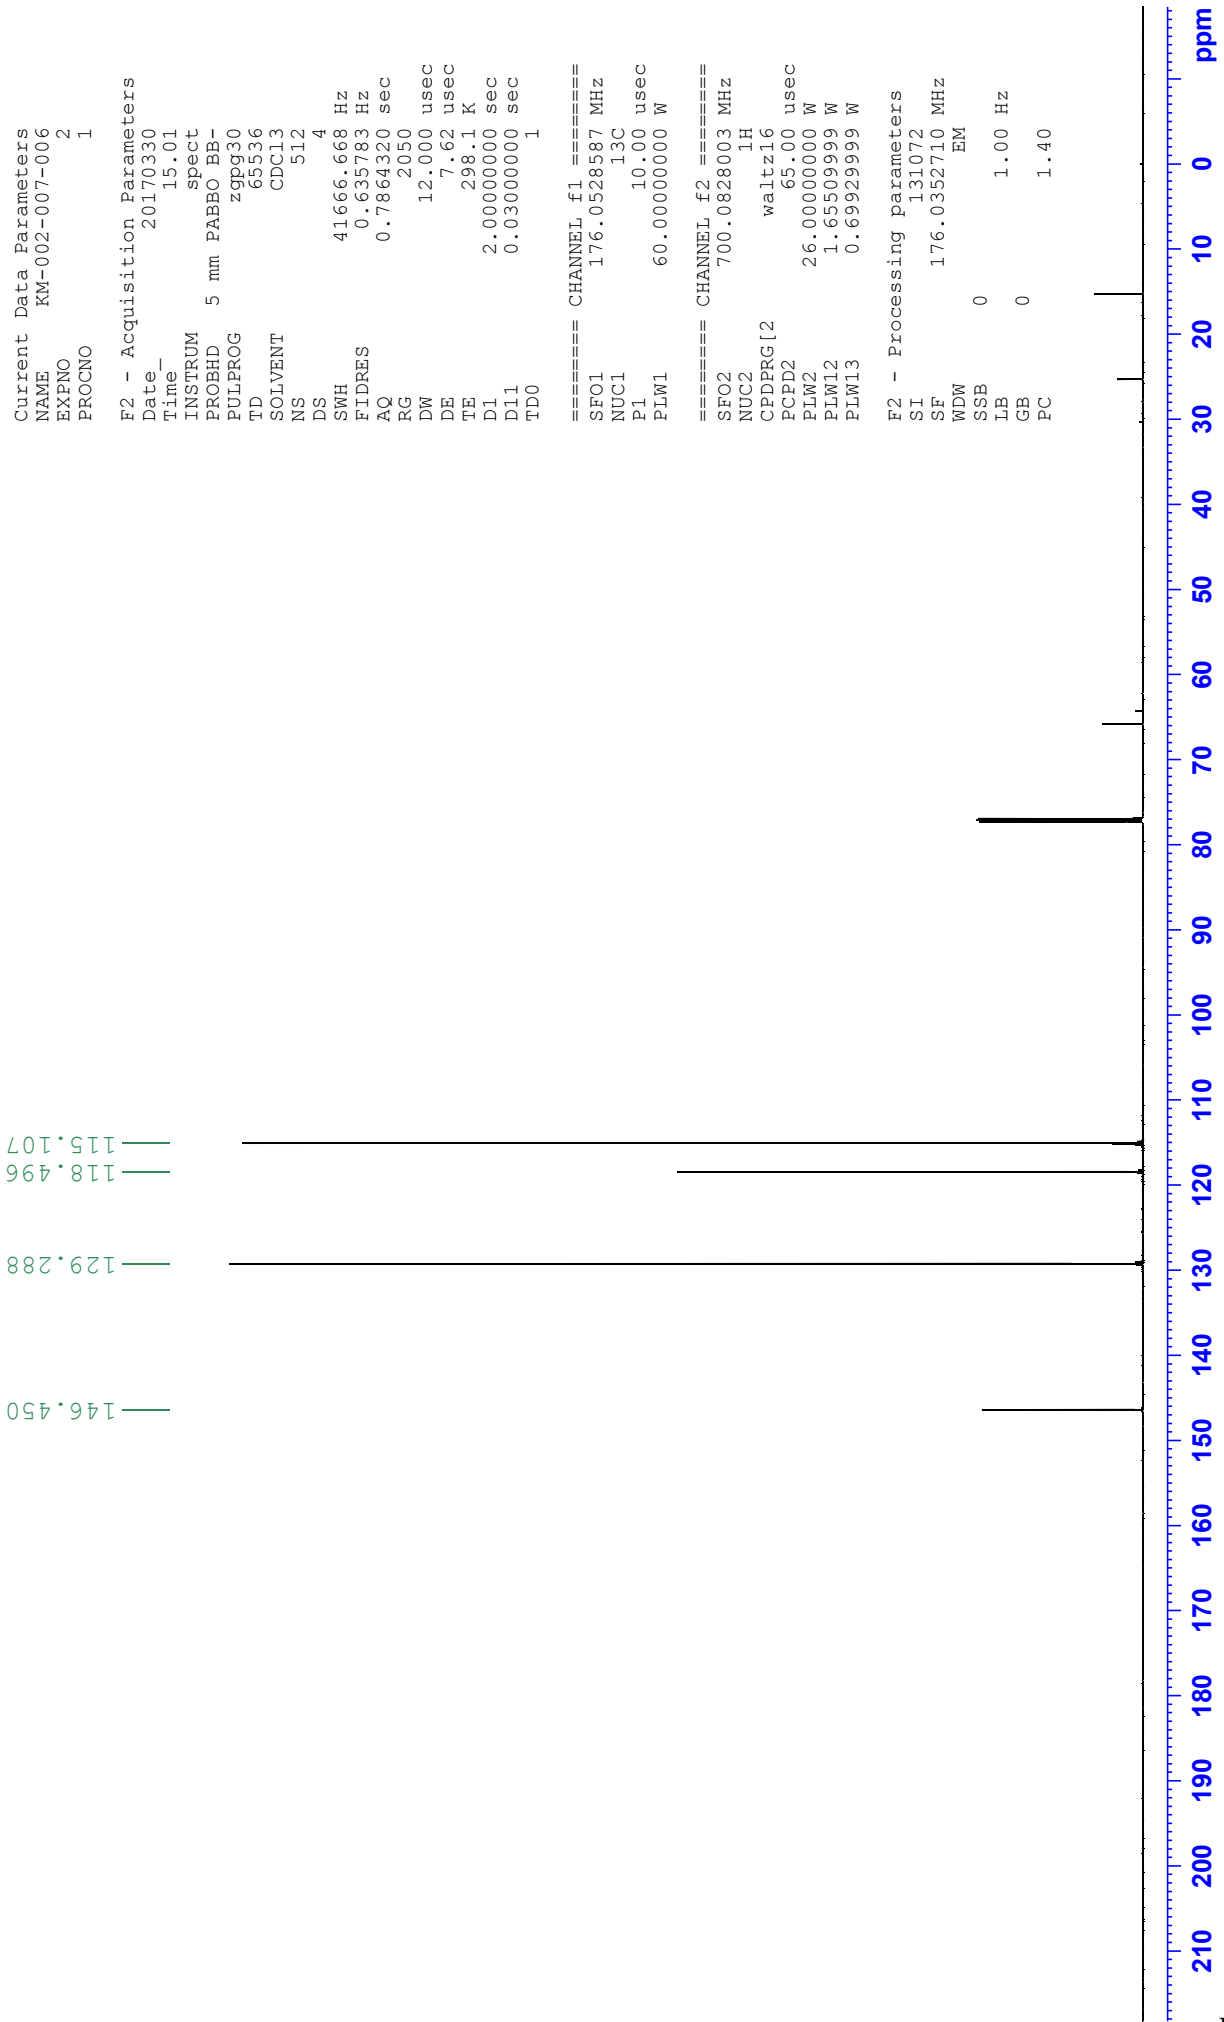 Current Data Parameters
NAME KM-002-007-006
EXPNO 2
PROCNO 1
F2 - Acquisition Parameters
Date_ 20170330
Time 15.01
INSTRUM spect
PROBHD 5 mm PABBO BB-
PULPROG zgpg30
TD 65536
SOLVENT CDCl3
NS 512
DS 4
SWH 41666.668 Hz
FIDRES 0.635783 Hz
AQ 0.7864320 sec
RG 2050
DW 12.000 usec
DE 7.62 usec
TE 298.1 K
D1 2.00000000 sec
D11 0.03000000 sec
TD0 1
======== CHANNEL f1 ========
SFO1 176.0528587 MHz
NUC1 13C
P1 10.00 usec
PLW1 60.00000000 W
======== CHANNEL f2 ========
SFO2 700.0828003 MHz
NUC2 1H
CPDPRG[2 waltz16
PCPD2 65.00 usec
PLW2 26.00000000 W
PLW12 1.65509999 W
PLW13 0.69929999 W
F2 - Processing parameters
SI 131072
SF 176.0352710 MHz
WDW EM
SSB 0
LB 1.00 Hz
GB 0
PC 1.40
146.450
129.288
118.496
115.107
210 200 190 180 170 160 150 140 130 120 110 100 90 80 70 60 50 40 30 20 10 0 ppm